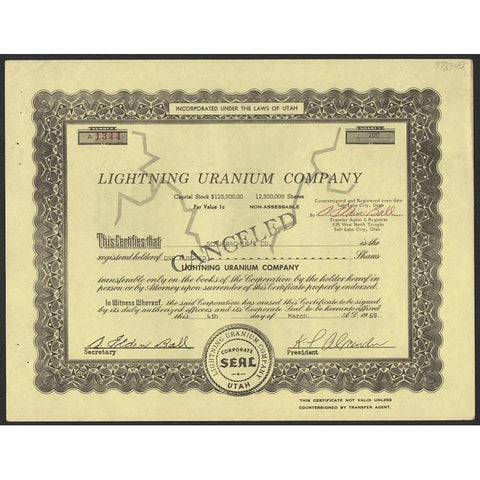 INCORPORATED UNDER THE LAWS OF UTAH
NUMBER
A 1344
100
LIGHTNING URANIUM COMPANY
Capital Stock $125,000.00 12,500,000 Shares
Par Value 1c NON-ASSESSABLE
Countersigned and Registered even date
Salt Lake City, Utah
By
Transfer Agent & Registrar
Salt Lake City, Utah
CANCELED
This Certifies that & CO. is the
registered holder of Shares
LIGHTNING URANIUM COMPANY
transferable only on the books of the Corporation by the holder hereof in
person or by Attorney upon surrender of this Certificate properly endorsed.
In Witness Whereof, the said Corporation has caused this Certificate to be signed
by its duly authorized officers and its Corporate Seal to be hereunto affixed
this 4th day of March A.D. 1969.
Secretary
President
LIGHTNING URANIUM COMPANY
CORPORATE
SEAL
UTAH
THIS CERTIFICATE NOT VALID UNLESS
COUNTERSIGNED BY TRANSFER AGENT.